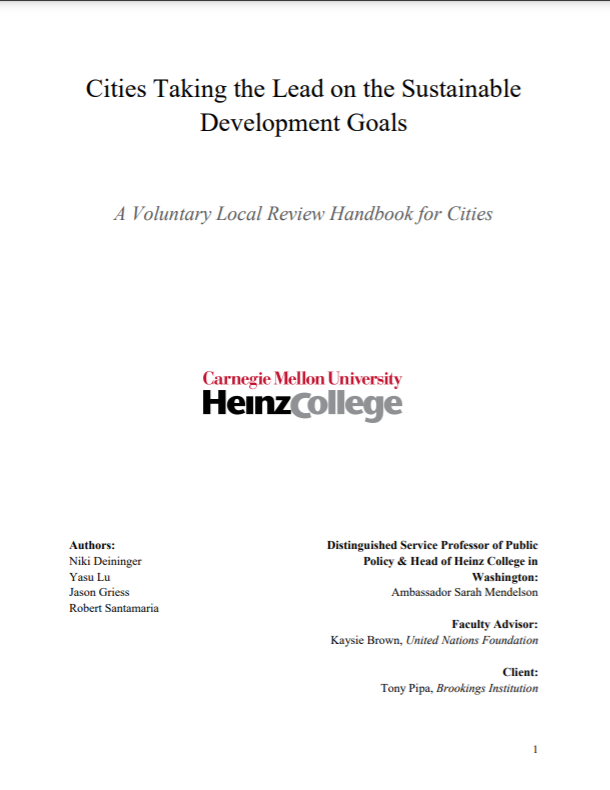 Cities Taking the Lead on the Sustainable
Development Goals
A Voluntary Local Review Handbook for Cities
Carnegie Mellon University
HeinzCollege
Authors:
Niki Deininger
Yasu Lu
Jason Griess
Robert Santamaria
Distinguished Service Professor of Public
Policy & Head of Heinz College in
Washington:
Ambassador Sarah Mendelson
Faculty Advisor:
Kaysie Brown, United Nations Foundation
Client:
Tony Pipa, Brookings Institution
1